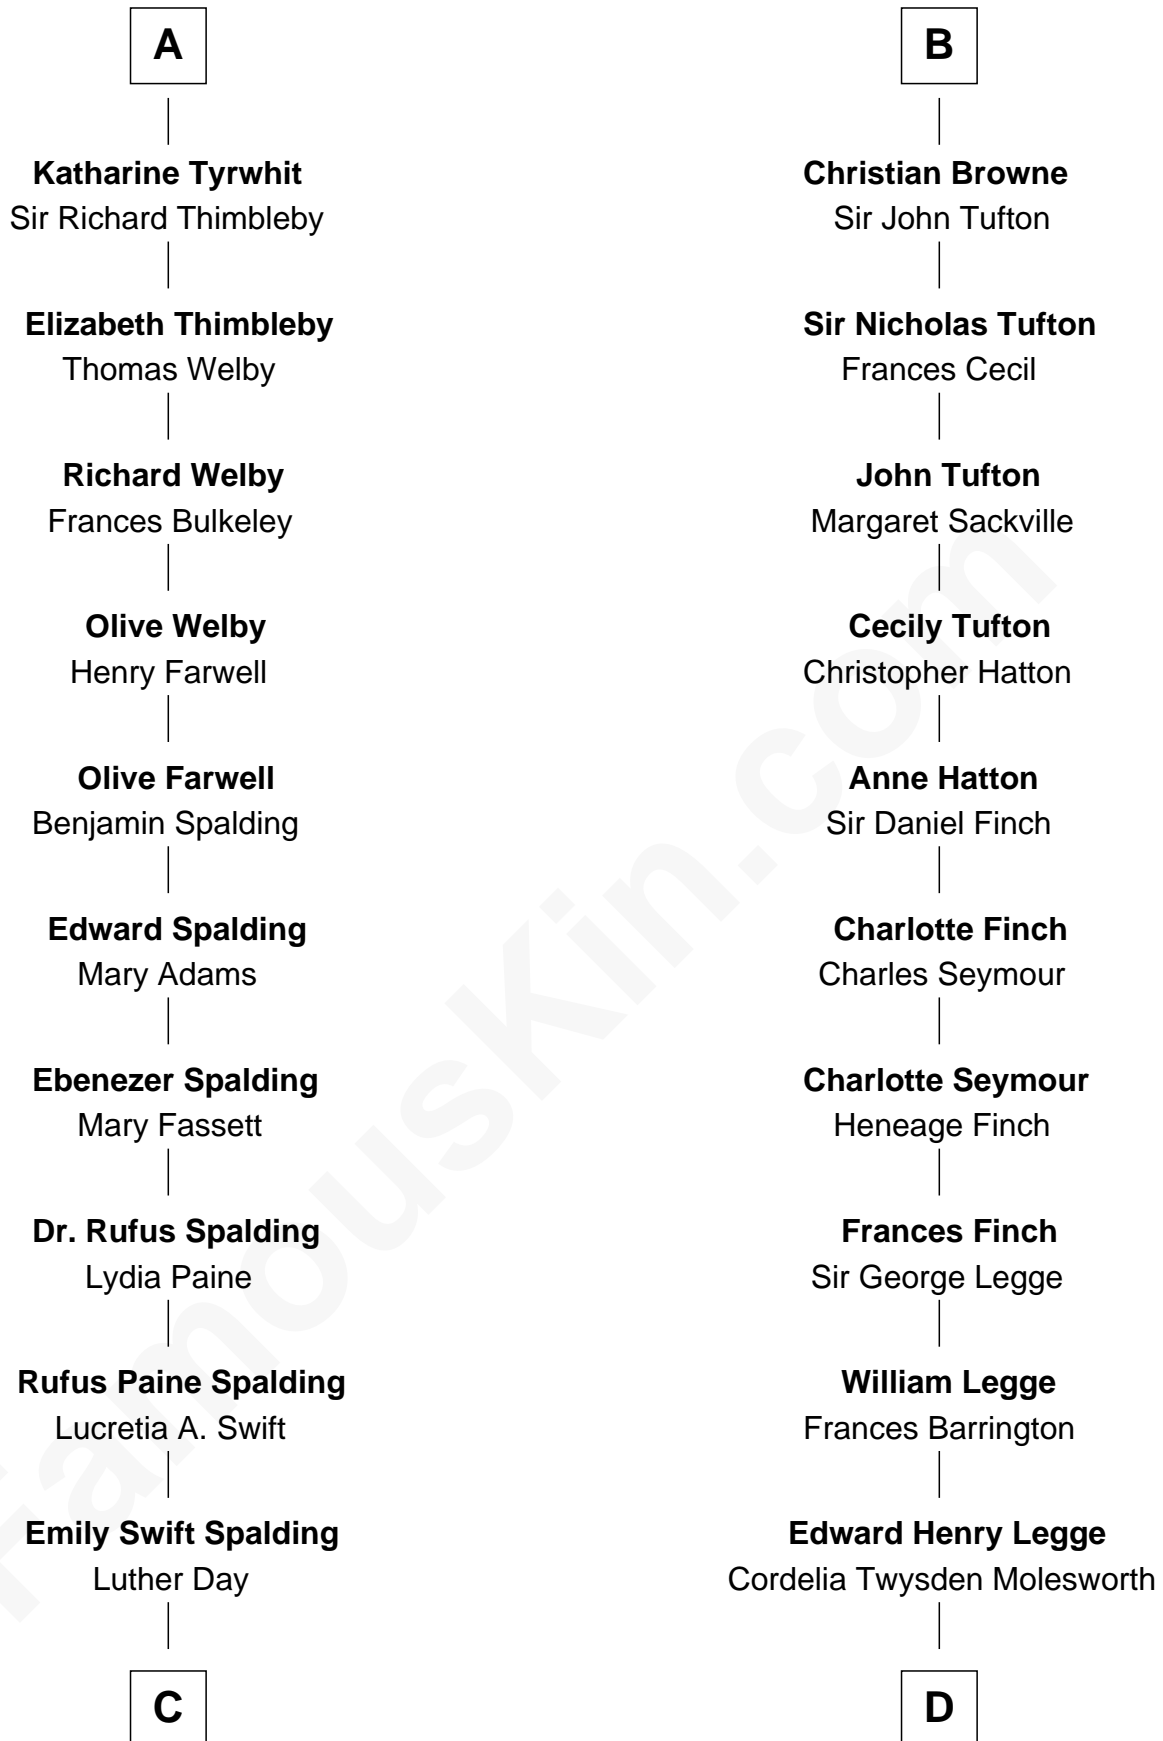 A
Katharine Tyrwhit
Sir Richard Thimbleby
Elizabeth Thimbleby
Thomas Welby
Richard Welby
Frances Bulkeley
Olive Welby
Henry Farwell
Olive Farwell
Benjamin Spalding
Edward Spalding
Mary Adams
Ebenezer Spalding
Mary Fassett
Dr. Rufus Spalding
Lydia Paine
Rufus Paine Spalding
Lucretia A. Swift
Emily Swift Spalding
Luther Day
C
B
Christian Browne
Sir John Tufton
Sir Nicholas Tufton
Frances Cecil
John Tufton
Margaret Sackville
Cecily Tufton
Christopher Hatton
Anne Hatton
Sir Daniel Finch
Charlotte Finch
Charles Seymour
Charlotte Seymour
Heneage Finch
Frances Finch
Sir George Legge
William Legge
Frances Barrington
Edward Henry Legge
Cordelia Twysden Molesworth
D
FamousKin.com